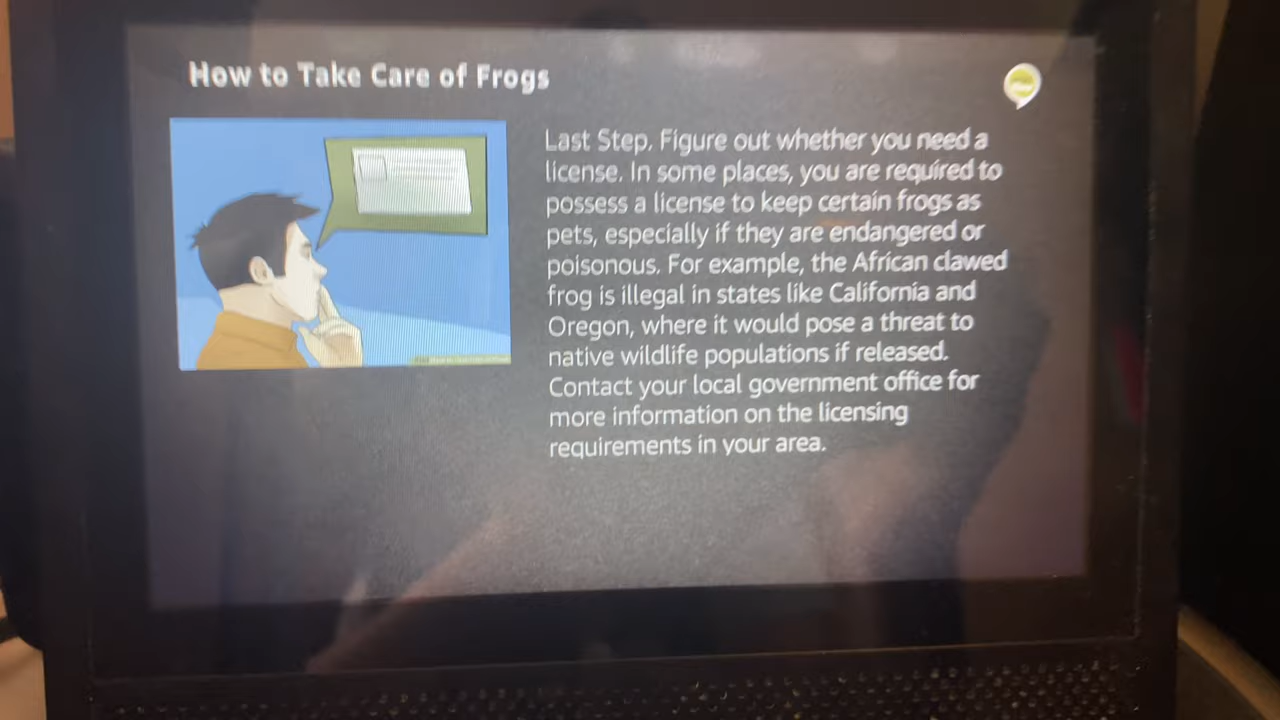 How to Take Care of Frogs
Last Step. Figure out whether you need a
license. In some places, you are required to
possess a license to keep certain frogs as
pets, especially if they are endangered or
poisonous. For example, the African clawed
frog is illegal in states like California and
Oregon, where it would pose a threat to
native wildlife populations if released.
Contact your local government office for
more information on the licensing
requirements in your area.